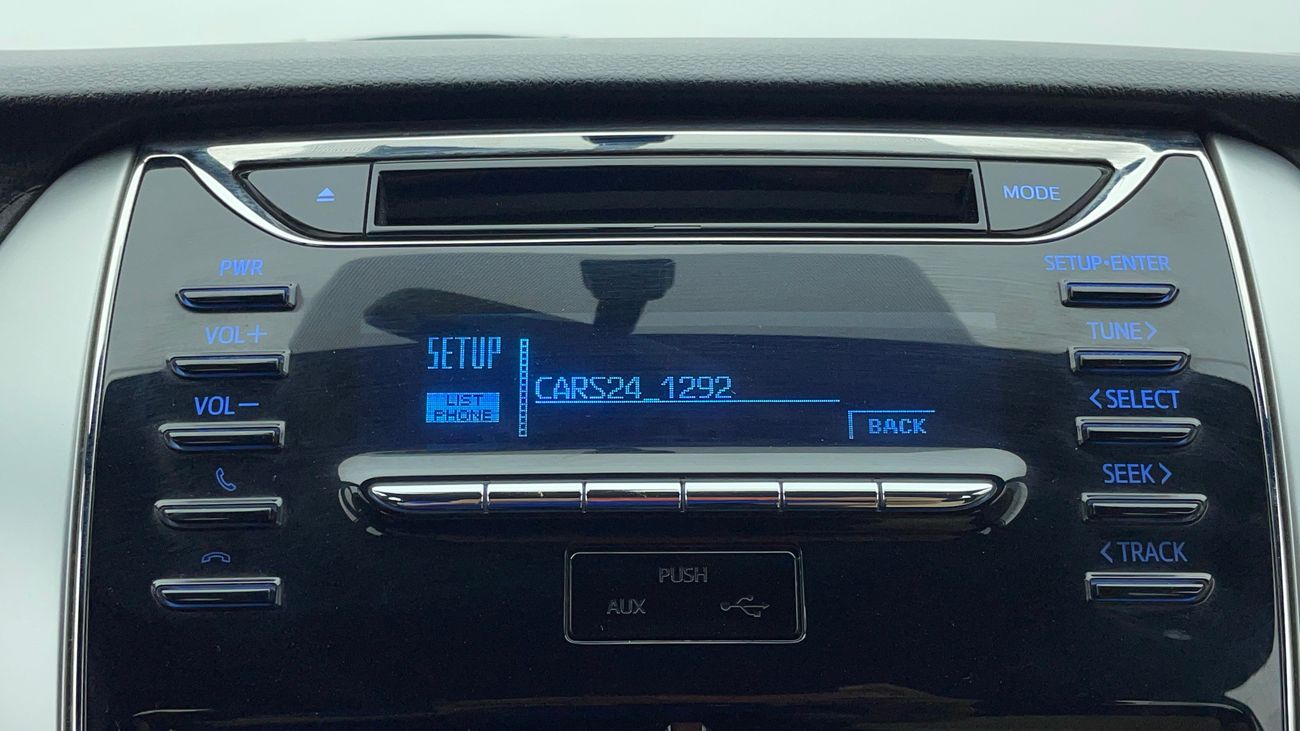 MODE
PWR
SETUP•ENTER
VOL+
TUNE>
SETUP
CARS24_1292
LIST
PHONE
VOL−
<SELECT
BACK
SEEK>
<TRACK
PUSH
AUX